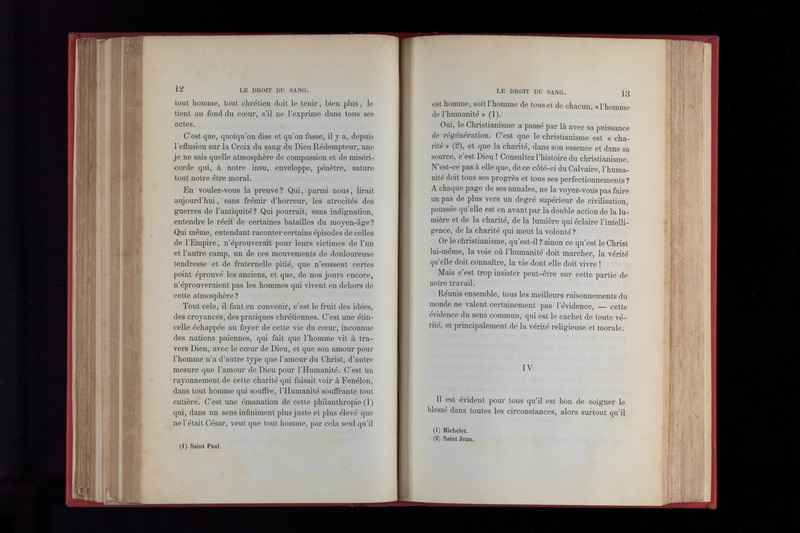 12 LE DROIT DU SANG.
tout homme, tout chrétien doit le tenir, bien plus, le
tient au fond du cœur, s'il ne l'exprime dans tous ses
actes.
C'est que, quoiqu'on dise et qu'on fasse, il y a, depuis
l'effusion sur la Croix du sang du Dieu Rédempteur, une
je ne sais quelle atmosphère de compassion et de miséri-
corde qui, à notre insu, enveloppe, pénètre, sature
tout notre être moral.
En voulez-vous la preuve? Qui, parmi nous, lirait
aujourd'hui, sans frémir d'horreur, les atrocités des
guerres de l'antiquité? Qui pourrait, sans indignation,
entendre le récit de certaines batailles du moyen-âge?
Qui même, entendant raconter certains épisodes de celles
de l'Empire, n'éprouverait pour leurs victimes de l'un
et l'autre camp, un de ces mouvements de douloureuse
tendresse et de fraternelle pitié, que n'eussent certes
point éprouvé les anciens, et que, de nos jours encore,
n'éprouveraient pas les hommes qui vivent en dehors de
cette atmosphère?
Tout cela, il faut en convenir, c'est le fruit des idées,
des croyances, des pratiques chrétiennes. C'est une étin-
celle échappée au foyer de cette vie du cœur, inconnue
des nations païennes, qui fait que l'homme vit à tra-
vers Dieu, avec le cœur de Dieu, et que son amour pour
l'homme n'a d'autre type que l'amour du Christ, d'autre
mesure que l'amour de Dieu pour l'Humanité. C'est un
rayonnement de cette charité qui faisait voir à Fenélon,
dans tout homme qui souffre, l'Humanité souffrante tout
entière. C'est une émanation de cette philanthropie (1)
qui, dans un sens infiniment plus juste et plus élevé que
ne l'était César, veut que tout homme, par cela seul qu'il
(1) Saint Paul.
LE DROIT DU SANG. 13
est homme, soit l'homme de tous et de chacun, « l'homme
de l'humanité » (1).
Oui, le Christianisme a passé par là avec sa puissance
de régénération. C'est que le christianisme est « cha-
rité » (2), et que la charité, dans son essence et dans sa
source, c'est Dieu! Consultez l'histoire du christianisme.
N'est-ce pas à elle que, de ce côté-ci du Calvaire, l'huma-
nité doit tous ses progrès et tous ses perfectionnements?
A chaque page de ses annales, ne la voyez-vous pas faire
un pas de plus vers un degré supérieur de civilisation,
poussée qu'elle est en avant par la double action de la lu-
mière et de la charité, de la lumière qui éclaire l'intelli-
gence, de la charité qui meut la volonté?
Or le christianisme, qu'est-il? sinon ce qu'est le Christ
lui-même, la voie où l'humanité doit marcher, la vérité
qu'elle doit connaître, la vie dont elle doit vivre!
Mais c'est trop insister peut-être sur cette partie de
notre travail.
Réunis ensemble, tous les meilleurs raisonnements du
monde ne valent certainement pas l'évidence, — cette
évidence du sens commun, qui est le cachet de toute vé-
rité, et principalement de la vérité religieuse et morale.
IV
Il est évident pour tous qu'il est bon de soigner le
blessé dans toutes les circonstances, alors surtout qu'il
(1) Michelet.
(2) Saint Jean.